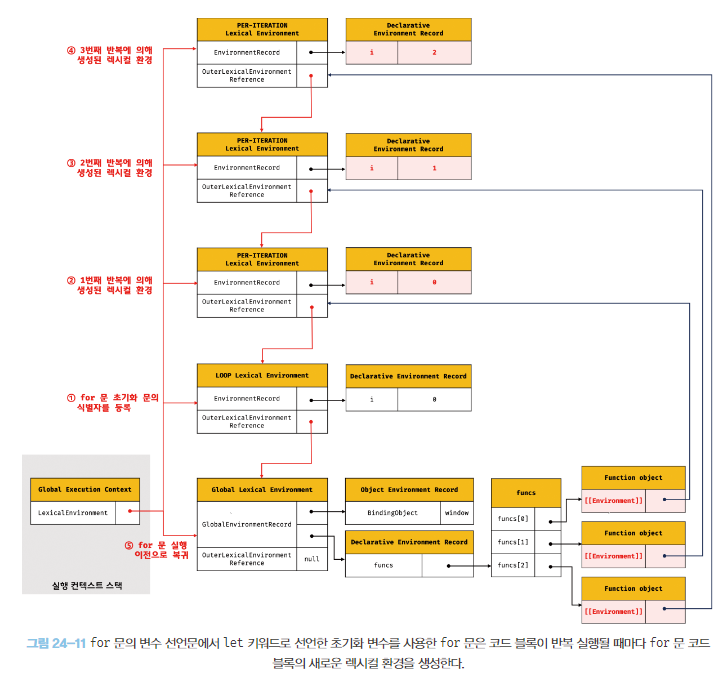 PER-ITERATION
Lexical Environment
Declarative
Environment Record
④ 3번째 반복에 의해
생성된 렉시컬 환경
EnvironmentRecord
i 2
OuterLexicalEnvironment
Reference
PER-ITERATION
Lexical Environment
Declarative
Environment Record
③ 2번째 반복에 의해
생성된 렉시컬 환경
EnvironmentRecord
i 1
OuterLexicalEnvironment
Reference
PER-ITERATION
Lexical Environment
Declarative
Environment Record
② 1번째 반복에 의해
생성된 렉시컬 환경
EnvironmentRecord
i 0
OuterLexicalEnvironment
Reference
LOOP Lexical Environment
Declarative Environment Record
① for 문 초기화 문의
식별자를 등록
EnvironmentRecord
i 0
OuterLexicalEnvironment
Reference
Global Execution Context
LexicalEnvironment
실행 컨텍스트 스택
⑤ for 문 실행
이전으로 복귀
Global Lexical Environment
GlobalEnvironmentRecord
OuterLexicalEnvironment
Reference
null
Object Environment Record
BindingObject window
Declarative Environment Record
funcs
funcs
funcs[0]
funcs[1]
funcs[2]
Function object
[[Environment]]
Function object
[[Environment]]
Function object
[[Environment]]
그림 24-11 for 문의 변수 선언문에서 let 키워드로 선언한 초기화 변수를 사용한 for 문은 코드 블록이 반복 실행될 때마다 for 문 코드
블록의 새로운 렉시컬 환경을 생성한다.